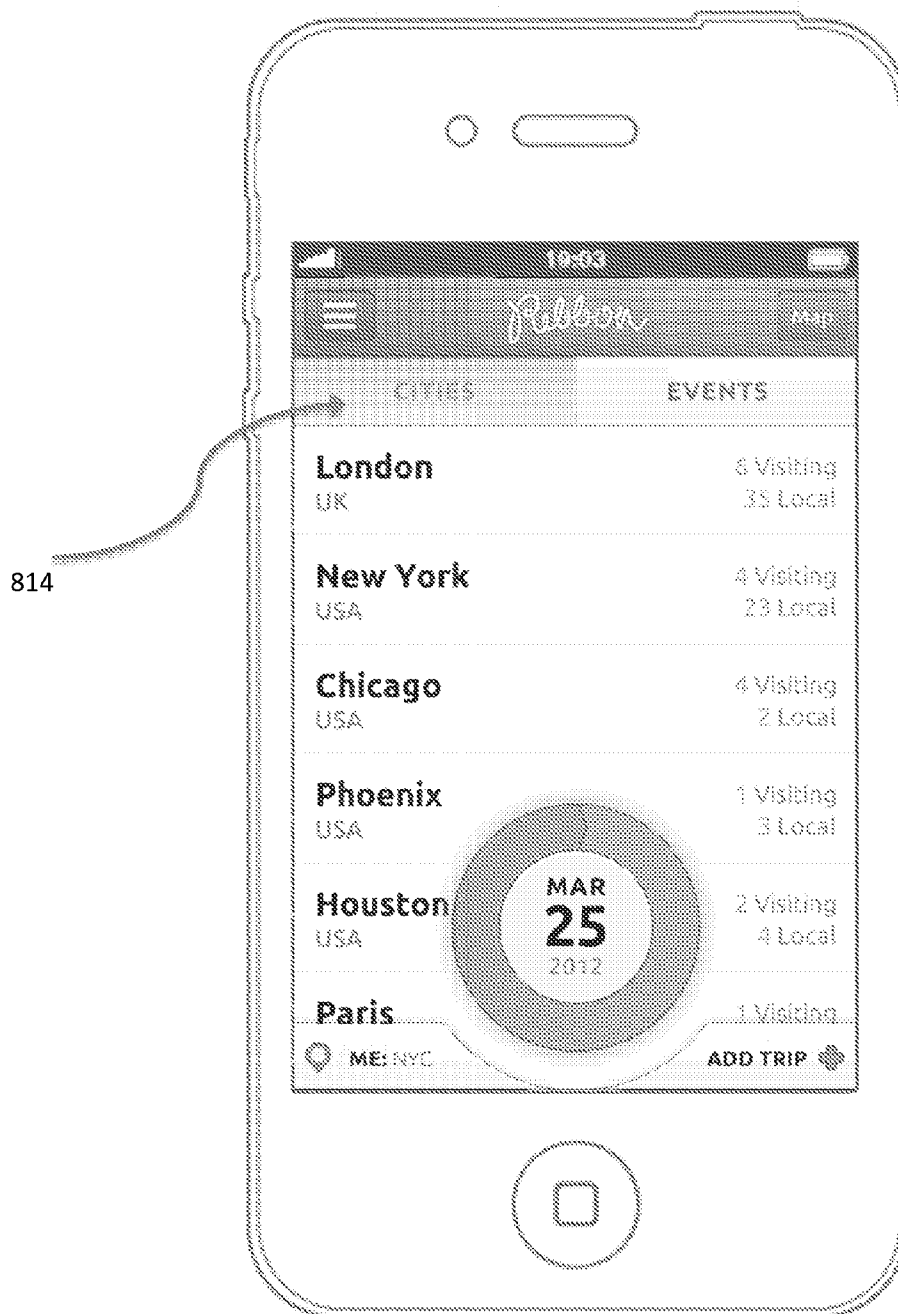 19:03
Ribbon Map
CITIES EVENTS
London 6 Visiting
UK 35 Local
814
New York 4 Visiting
USA 23 Local
Chicago 4 Visiting
USA 2 Local
Phoenix 1 Visiting
USA 3 Local
Houston 2 Visiting
USA 4 Local
MAR
25
2012
Paris 1 Visiting
ME: NYC ADD TRIP